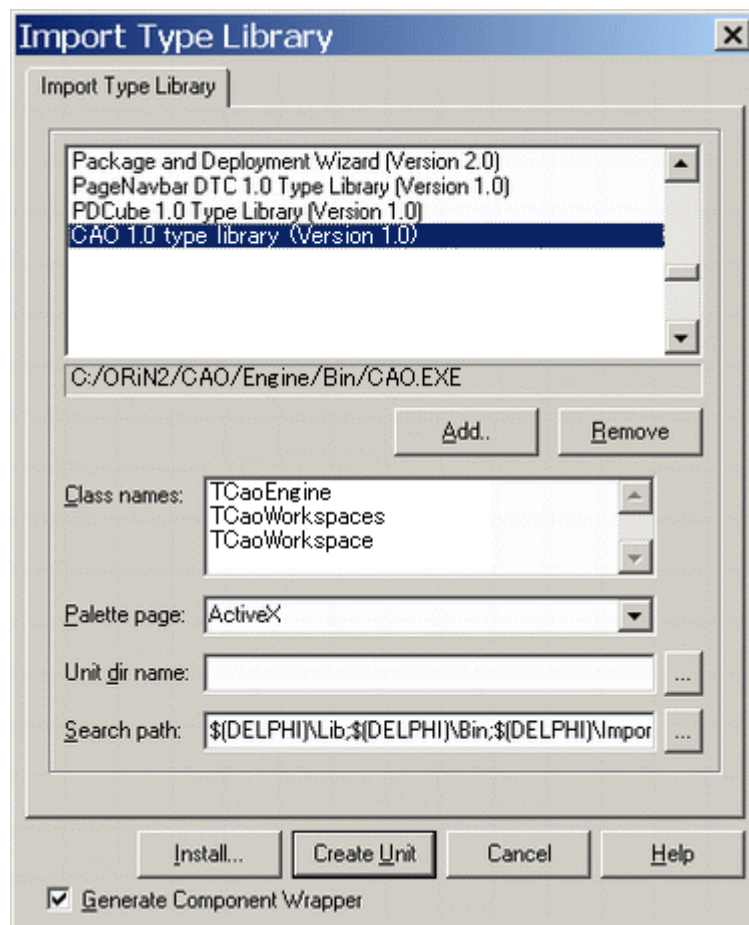 Import Type Library
Import Type Library
Package and Deployment Wizard (Version 2.0)
PageNavbar DTC 1.0 Type Library (Version 1.0)
PDCube 1.0 Type Library (Version 1.0)
CAO 1.0 type library (Version 1.0)
C:/ORiN2/CAO/Engine/Bin/CAO.EXE
Add..
Remove
Class names:
TCaoEngine
TCaoWorkspaces
TCaoWorkspace
Palette page:
ActiveX
Unit dir name:
...
Search path:
$(DELPHI)\Lib;$(DELPHI)\Bin;$(DELPHI)\Impor
...
Install...
Create Unit
Cancel
Help
Generate Component Wrapper